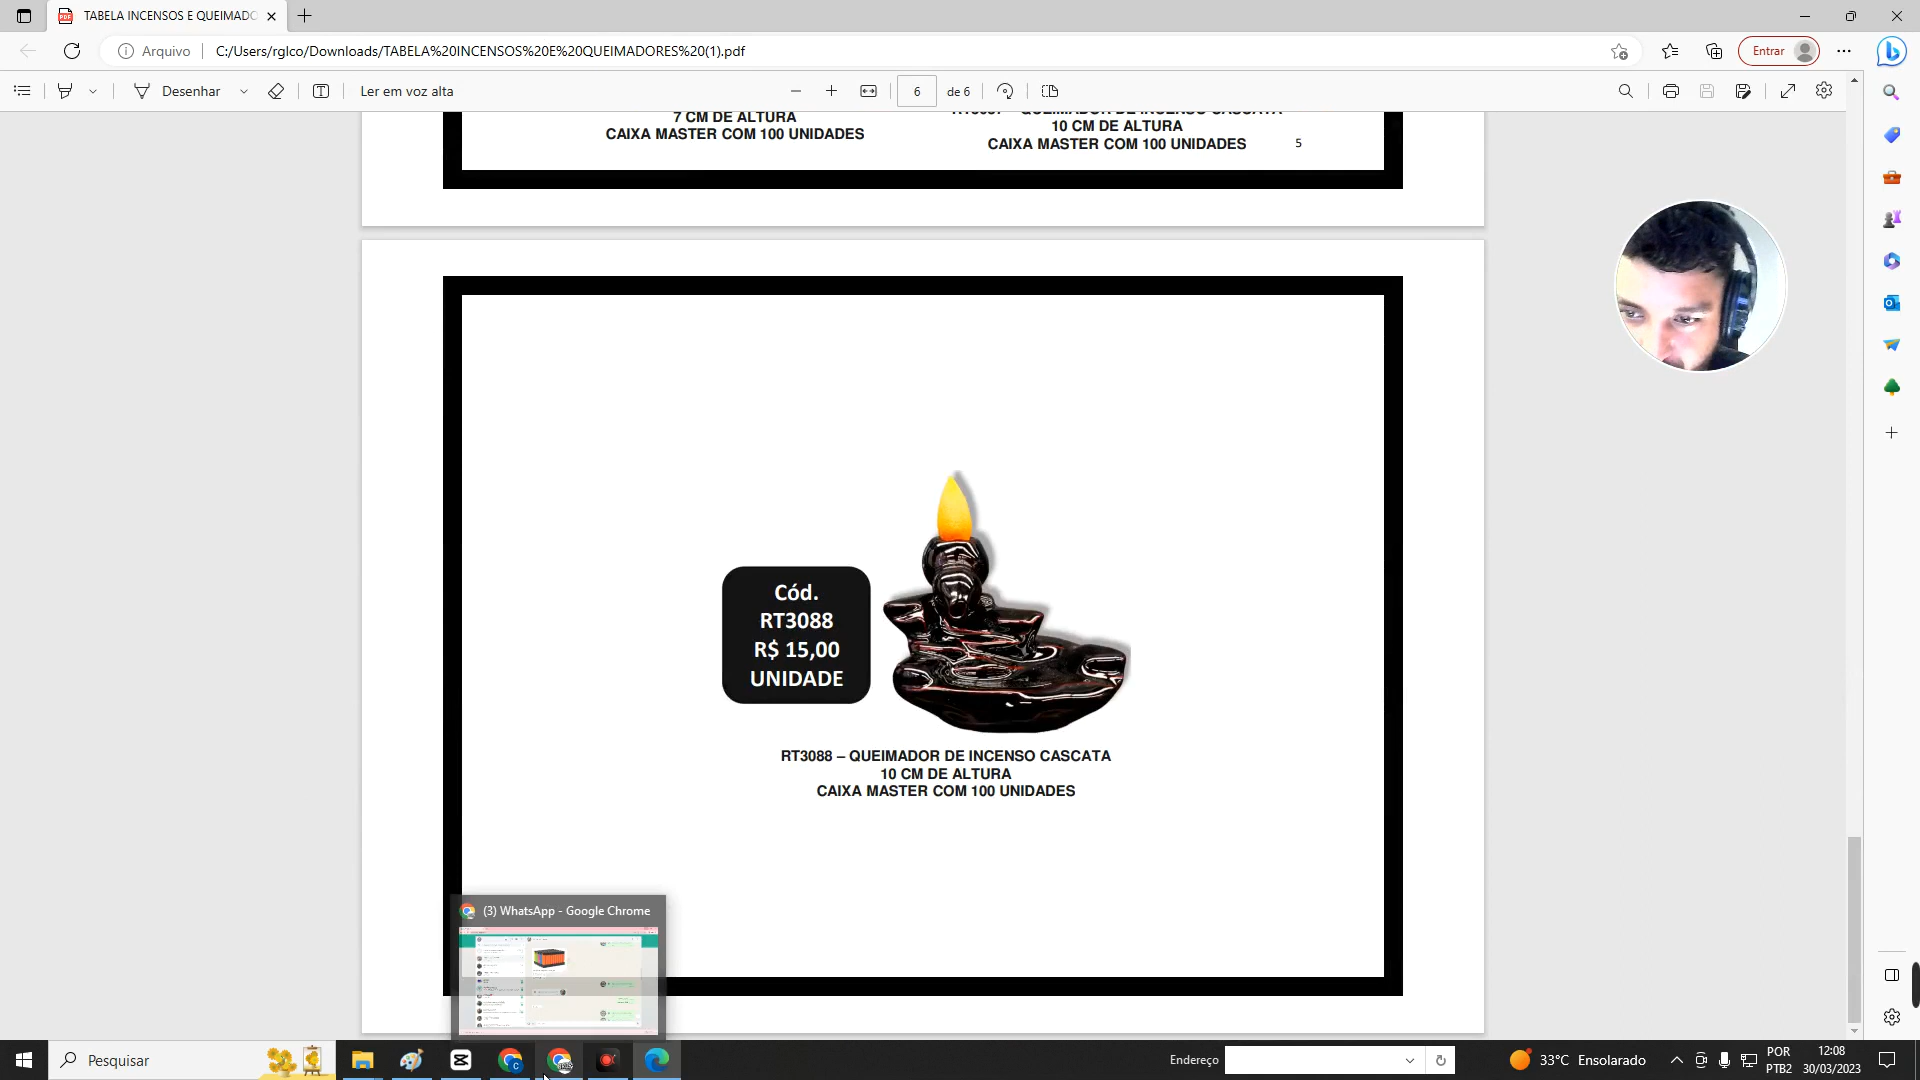 TABELA INCENSOS E QUEIMADO
Arquivo
C:/Users/rglco/Downloads/TABELA%20INCENSOS%20E%20QUEIMADORES%20(1).pdf
Entrar
Desenhar
Ler em voz alta
6
de 6
7 CM DE ALTURA
CAIXA MASTER COM 100 UNIDADES
10 CM DE ALTURA
CAIXA MASTER COM 100 UNIDADES
5
Cód.
RT3088
R$ 15,00
UNIDADE
RT3088 – QUEIMADOR DE INCENSO CASCATA
10 CM DE ALTURA
CAIXA MASTER COM 100 UNIDADES
(3) WhatsApp - Google Chrome
Pesquisar
Endereço
33°C Ensolarado
POR
PTB2
12:08
30/03/2023